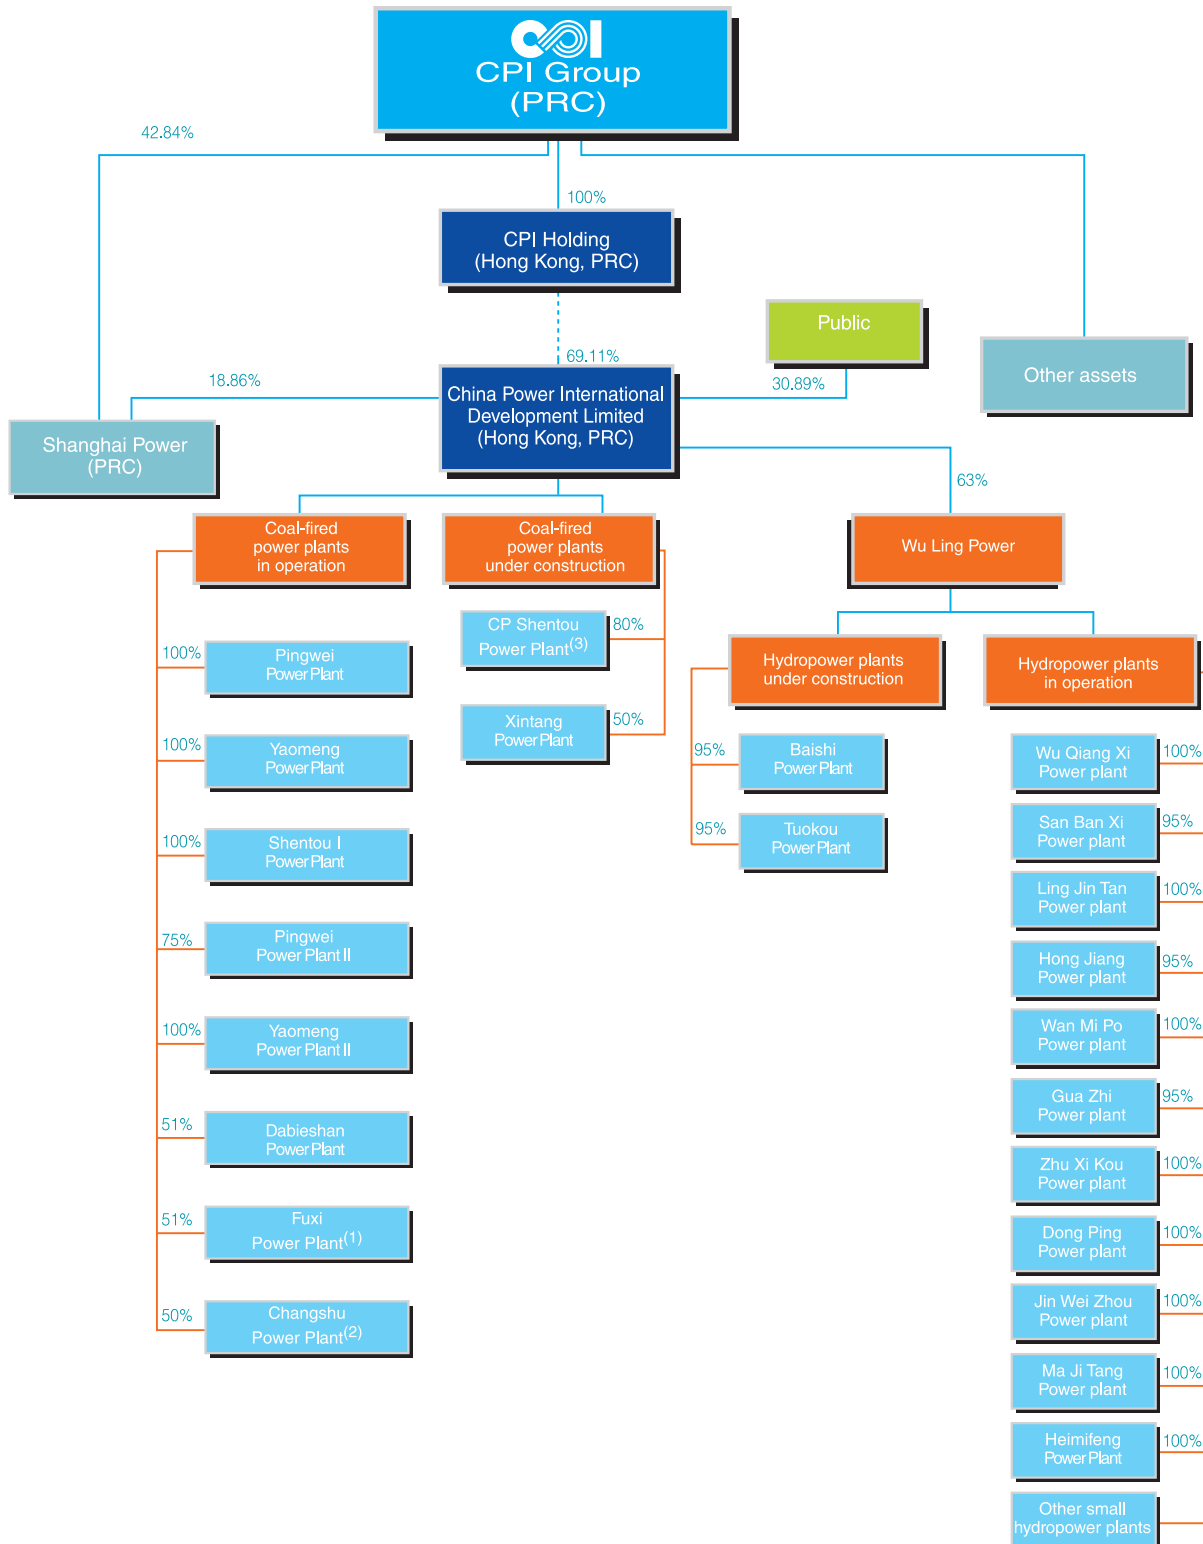 CPI
CPI Group
(PRC)
42.84%
100%
CPI Holding
(Hong Kong, PRC)
Public
69.11%
18.86%
30.89%
Other assets
China Power International
Development Limited
(Hong Kong, PRC)
Shanghai Power
(PRC)
63%
Coal-fired
power plants
in operation
Coal-fired
power plants
under construction
Wu Ling Power
100%
Pingwei
Power Plant
100%
Yaomeng
Power Plant
100%
Shentou I
Power Plant
75%
Pingwei
Power Plant II
100%
Yaomeng
Power Plant II
51%
Dabieshan
Power Plant
51%
Fuxi
Power Plant(1)
50%
Changshu
Power Plant(2)
CP Shentou
Power Plant(3)
80%
Xintang
Power Plant
50%
Hydropower plants
under construction
95%
Baishi
Power Plant
95%
Tuokou
Power Plant
Hydropower plants
in operation
Wu Qiang Xi
Power plant
100%
San Ban Xi
Power plant
95%
Ling Jin Tan
Power plant
100%
Hong Jiang
Power plant
95%
Wan Mi Po
Power plant
100%
Gua Zhi
Power plant
95%
Zhu Xi Kou
Power plant
100%
Dong Ping
Power plant
100%
Jin Wei Zhou
Power plant
100%
Ma Ji Tang
Power plant
100%
Heimifeng
Power Plant
100%
Other small
hydropower plants